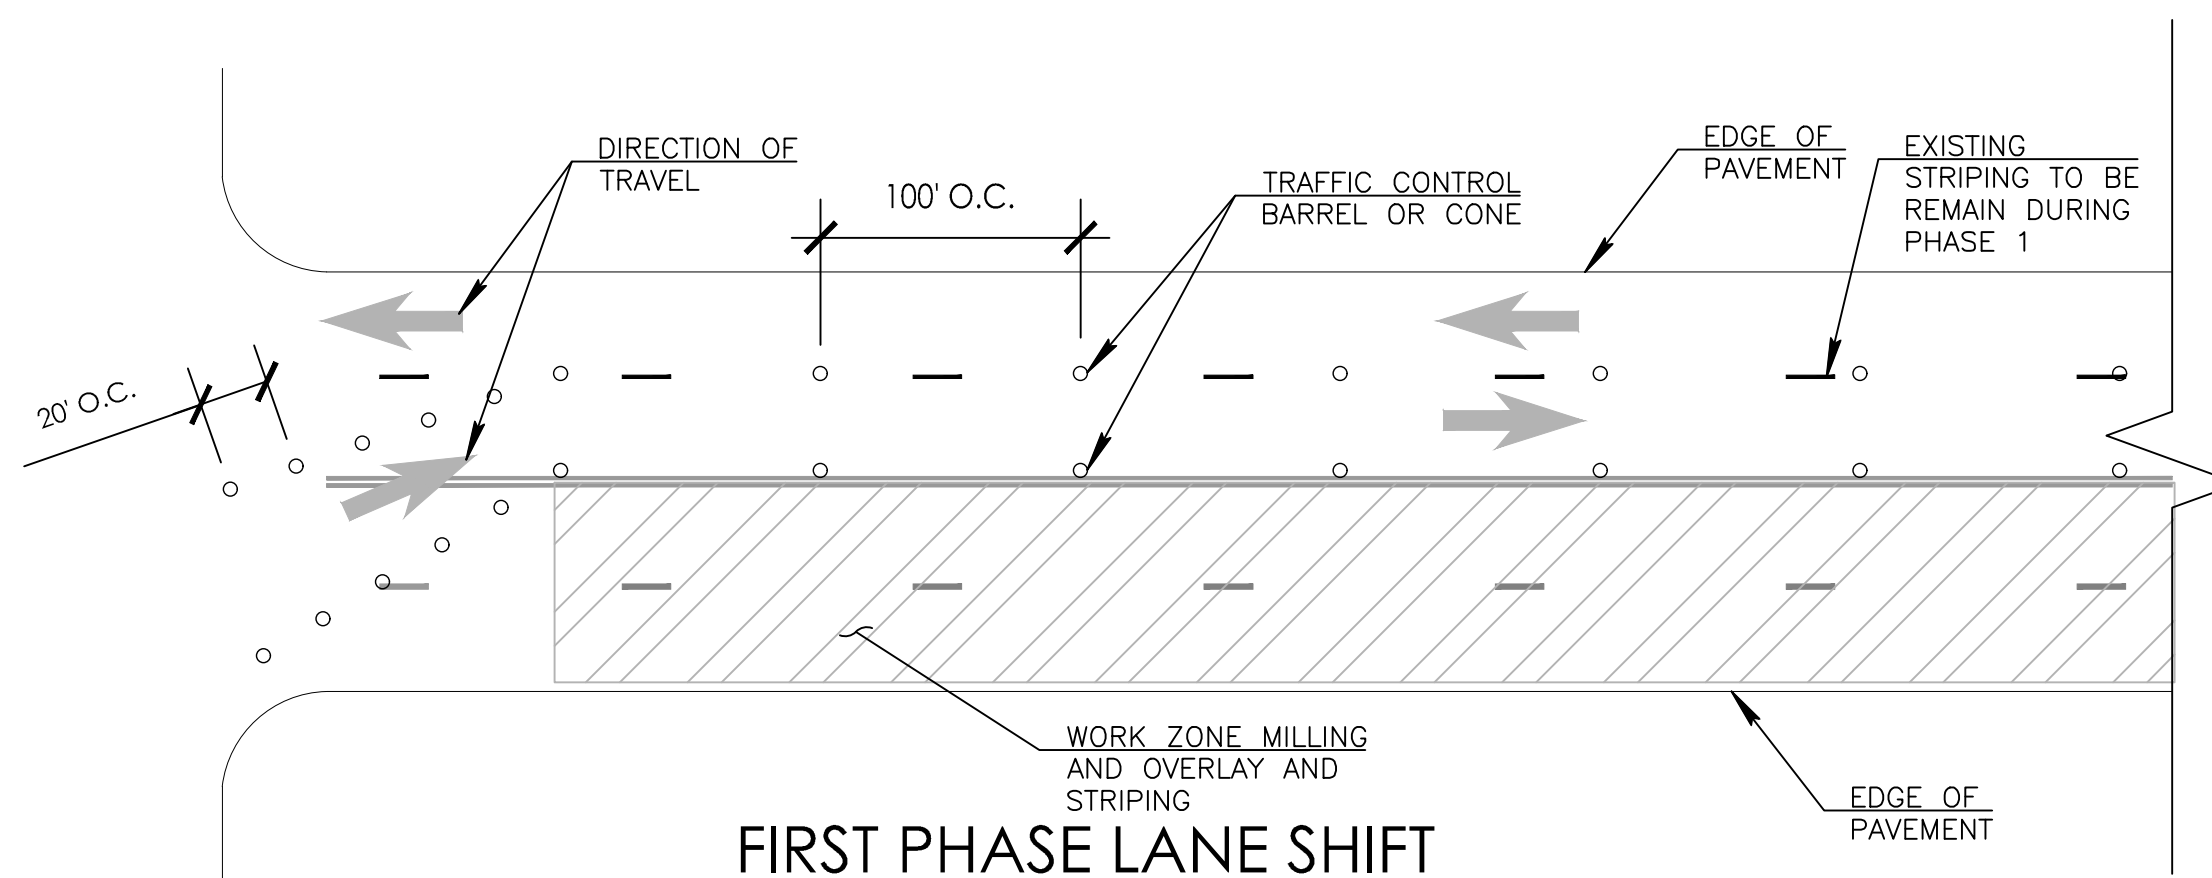 DIRECTION OF
TRAVEL
100' O.C.
TRAFFIC CONTROL
BARREL OR CONE
EDGE OF
PAVEMENT
EXISTING
STRIPING TO BE
REMAIN DURING
PHASE 1
20' O.C.
WORK ZONE MILLING
AND OVERLAY AND
STRIPING
EDGE OF
PAVEMENT
FIRST PHASE LANE SHIFT